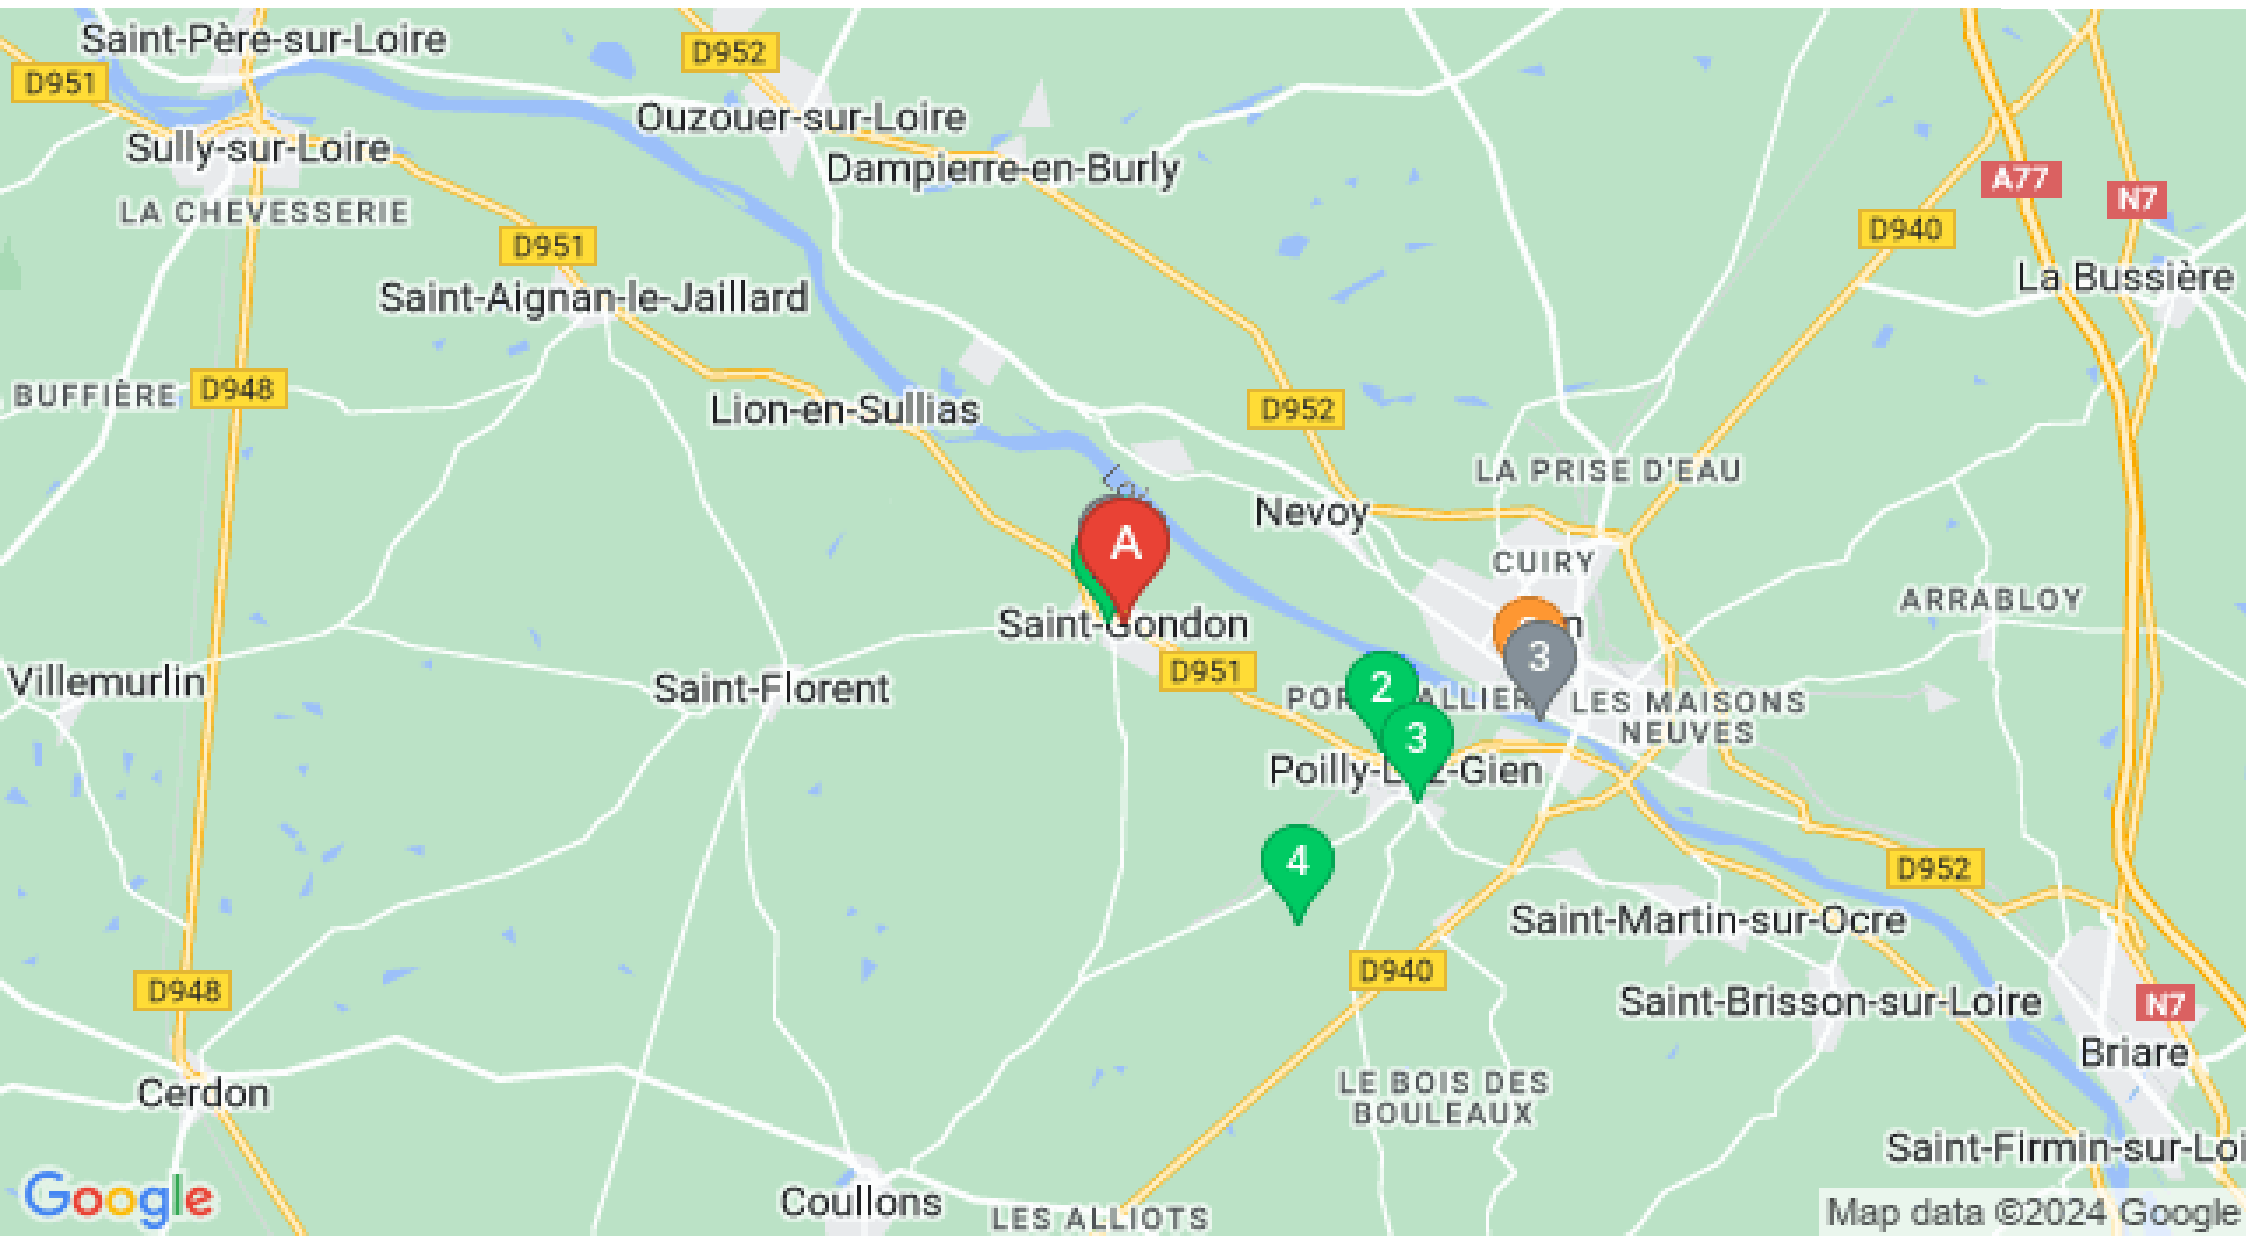 Saint-Père-sur-Loire
D952
D951
Ouzouer-sur-Loire
Sully-sur-Loire
Dampierre-en-Burly
A77
N7
LA CHEVESSERIE
D940
D951
La Bussière
Saint-Aignan-le-Jaillard
BUFFIÈRE
D948
Lion-en-Sullias
D952
LA PRISE D'EAU
Nevoy
A
CUIRY
ARRABLOY
Saint-Gondon
3
D951
Villemurlin
Saint-Florent
2
LES MAISONS
NEUVES
3
Poilly-Lez-Gien
4
D952
Saint-Martin-sur-Ocre
D940
D948
Saint-Brisson-sur-Loire
N7
Briare
Cerdon
LE BOIS DES
BOULEAUX
Saint-Firmin-sur-Loi
Google
Coullons
LES ALLIOTS
Map data ©2024 Google